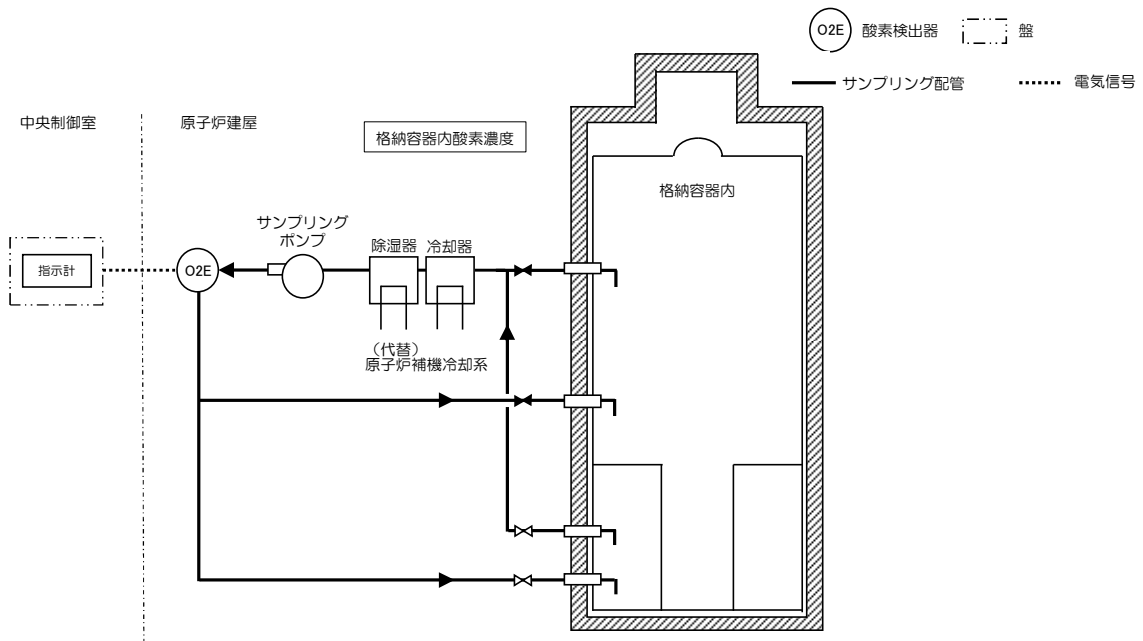 O2E 酸素検出器 盤
サンプリング配管 電気信号
中央制御室 原子炉建屋
格納容器内酸素濃度
格納容器内
サンプリング
ポンプ
除湿器 冷却器
指示計
O2E
（代替）
原子炉補機冷却系